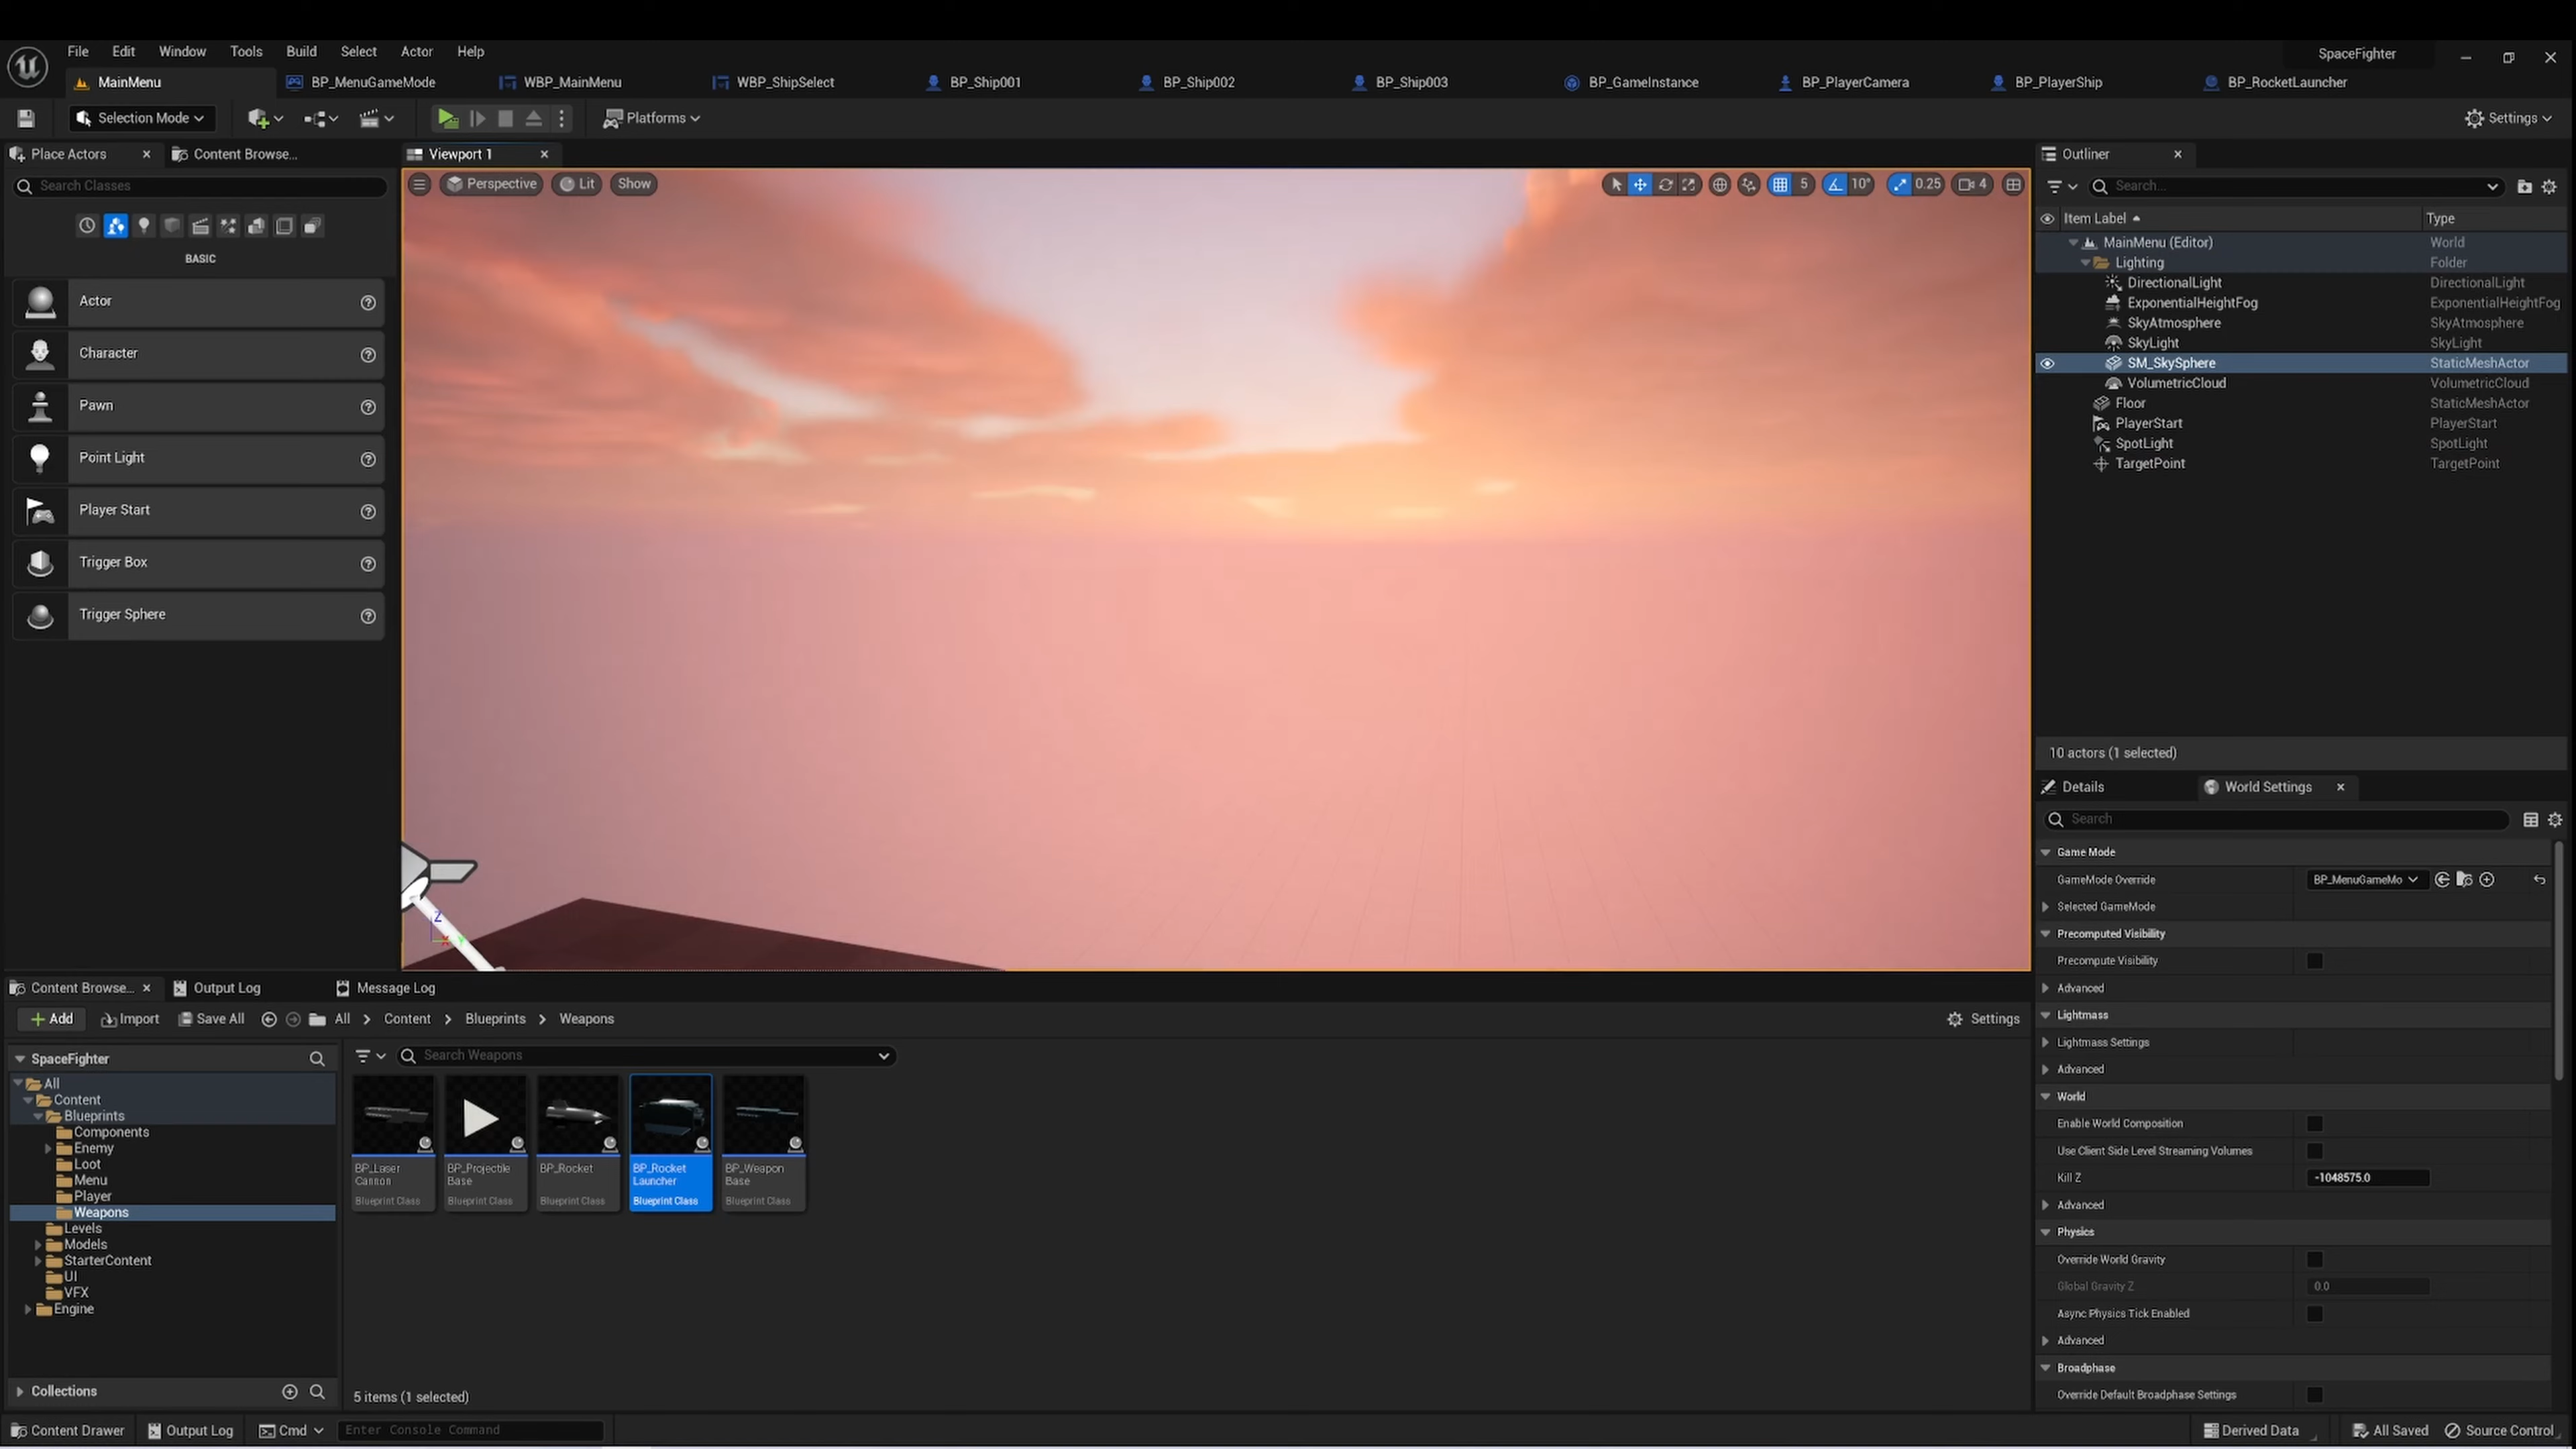 File Edit Window Tools Build Select Actor Help
SpaceFighter
MainMenu BP_MenuGameMode WBP_MainMenu WBP_ShipSelect BP_Ship001 BP_Ship002 BP_Ship003 BP_GameInstance BP_PlayerCamera BP_PlayerShip BP_RocketLauncher
Selection Mode Platforms Settings
Place Actors Content Browse... Viewport 1 Outliner
Search Classes
Perspective Lit Show 5 10° 0.25 4
Search...
Item Label Type
BASIC
MainMenu (Editor) World
Lighting Folder
DirectionalLight DirectionalLight
ExponentialHeightFog ExponentialHeightFog
SkyAtmosphere SkyAtmosphere
SkyLight SkyLight
SM_SkySphere StaticMeshActor
VolumetricCloud VolumetricCloud
Floor StaticMeshActor
PlayerStart PlayerStart
SpotLight SpotLight
TargetPoint TargetPoint
Actor
Character
Pawn
Point Light
Player Start
Trigger Box
Trigger Sphere
Z
X
10 actors (1 selected)
Details World Settings
Search
Game Mode
GameMode Override BP_MenuGameMo
Selected GameMode
Precomputed Visibility
Precompute Visibility
Advanced
Lightmass
Lightmass Settings
Advanced
World
Enable World Composition
Use Client Side Level Streaming Volumes
Kill Z -1048575.0
Advanced
Physics
Override World Gravity
Global Gravity Z 0.0
Async Physics Tick Enabled
Advanced
Broadphase
Override Default Broadphase Settings
Content Browse... Output Log Message Log
Add Import Save All All Content Blueprints Weapons Settings
SpaceFighter
Search Weapons
All
Content
Blueprints
Components
Enemy
Loot
Menu
Player
Weapons
Levels
Models
StarterContent
UI
VFX
Engine
Collections
BP_Laser
Cannon
Blueprint Class
BP_Projectile
Base
Blueprint Class
BP_Rocket
Blueprint Class
BP_Rocket
Launcher
Blueprint Class
BP_Weapon
Base
Blueprint Class
5 items (1 selected)
Content Drawer Output Log Cmd Enter Console Command Derived Data All Saved Source Control